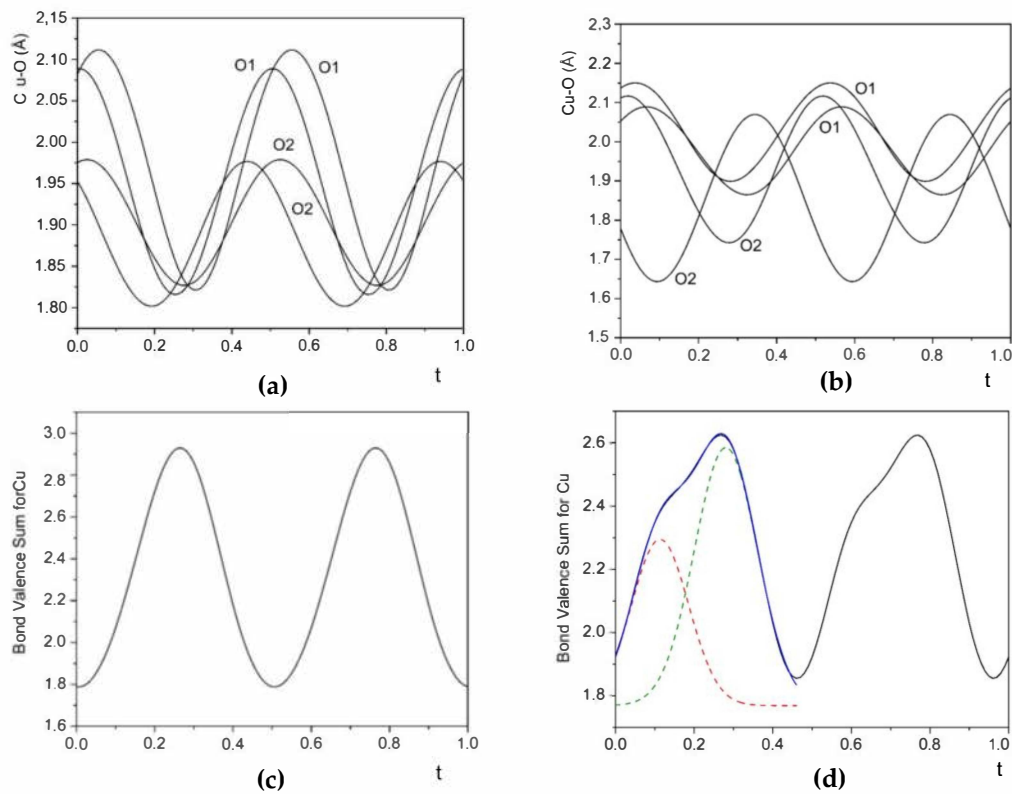 2,15
2.10
2.05
2.00
1.95
1.90
1.85
1.80
C u-O (Å)
O1
O1
O2
O2
0.0
0.2
0.4
0.6
0.8
1.0
(a)
t
2.3
2.2
2.1
2.0
1.9
1.8
1.7
1.6
1.5
Cu-O (Å)
O1
O1
O2
O2
0.0
0.2
0.4
0.6
0.8
1.0
(b)
t
3.0
2.8
2.6
2.4
2.2
2.0
1.8
1.6
Bond Valence Sum forCu
0.0
0.2
0.4
0.6
0.8
1.0
(c)
t
2.6
2.4
2.2
2.0
1.8
Bond Valence Sum for Cu
0.0
0.2
0.4
0.6
0.8
1.0
(d)
t